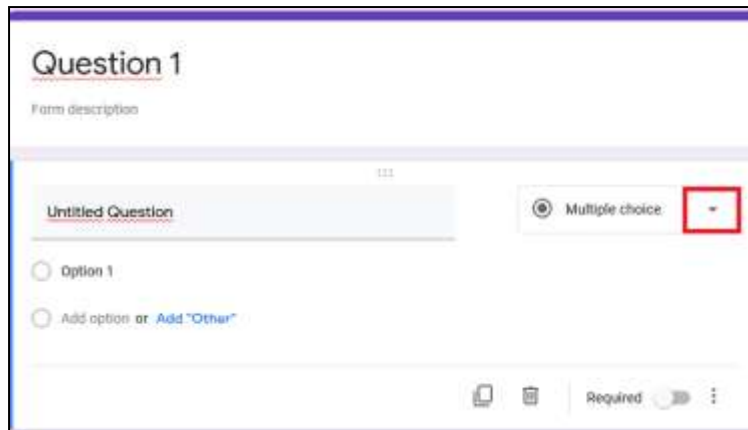 Question 1
Form description
Untitled Question
Multiple choice
Option 1
Add option or Add "Other"
Required